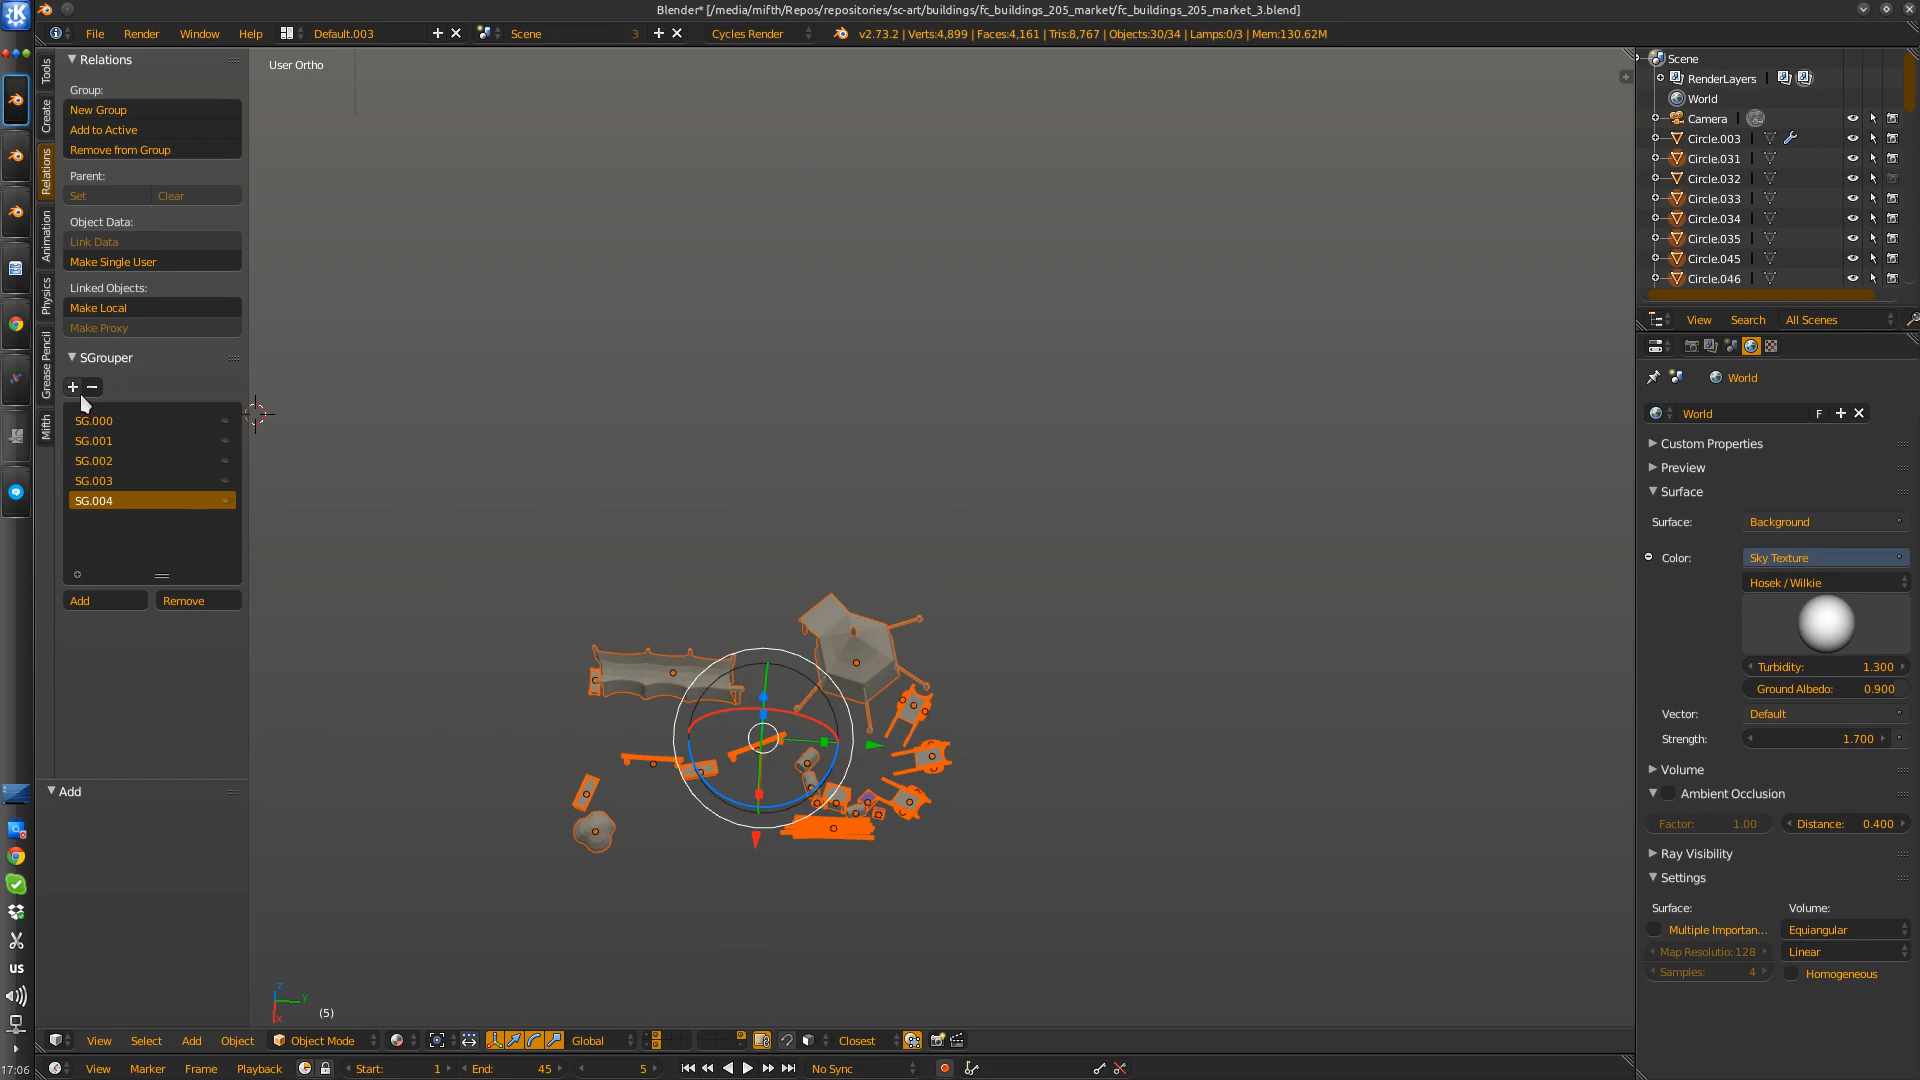 Blender* [/media/mifth/Repos/repositories/sc-art/buildings/fc_buildings_205_market/fc_buildings_205_market_3.blend]
File Render Window Help Default.003 Scene 3 Cycles Render v2.73.2 | Verts:4,899 | Faces:4,161 | Tris:8,767 | Objects:30/34 | Lamps:0/3 | Mem:130.62M
Tools
Create
Relations
Animation
Physics
Grease Pencil
Mifth
Relations
Group:
New Group
Add to Active
Remove from Group
Parent:
Set Clear
Object Data:
Link Data
Make Single User
Linked Objects:
Make Local
Make Proxy
SGrouper
SG.000
SG.001
SG.002
SG.003
SG.004
Add Remove
Add
User Ortho
z
y
x
(5)
View Select Add Object Object Mode Global Closest
View Marker Frame Playback Start: 1 End: 45 5 No Sync
us
17:06
Scene
RenderLayers
World
Camera
Circle.003
Circle.031
Circle.032
Circle.033
Circle.034
Circle.035
Circle.045
Circle.046
View Search All Scenes
World
World F
Custom Properties
Preview
Surface
Surface: Background
Color: Sky Texture
Hosek / Wilkie
Turbidity: 1.300
Ground Albedo: 0.900
Vector: Default
Strength: 1.700
Volume
Ambient Occlusion
Factor: 1.00 Distance: 0.400
Ray Visibility
Settings
Surface: Volume:
Multiple Importan... Equiangular
Map Resolutio: 128 Linear
Samples: 4 Homogeneous